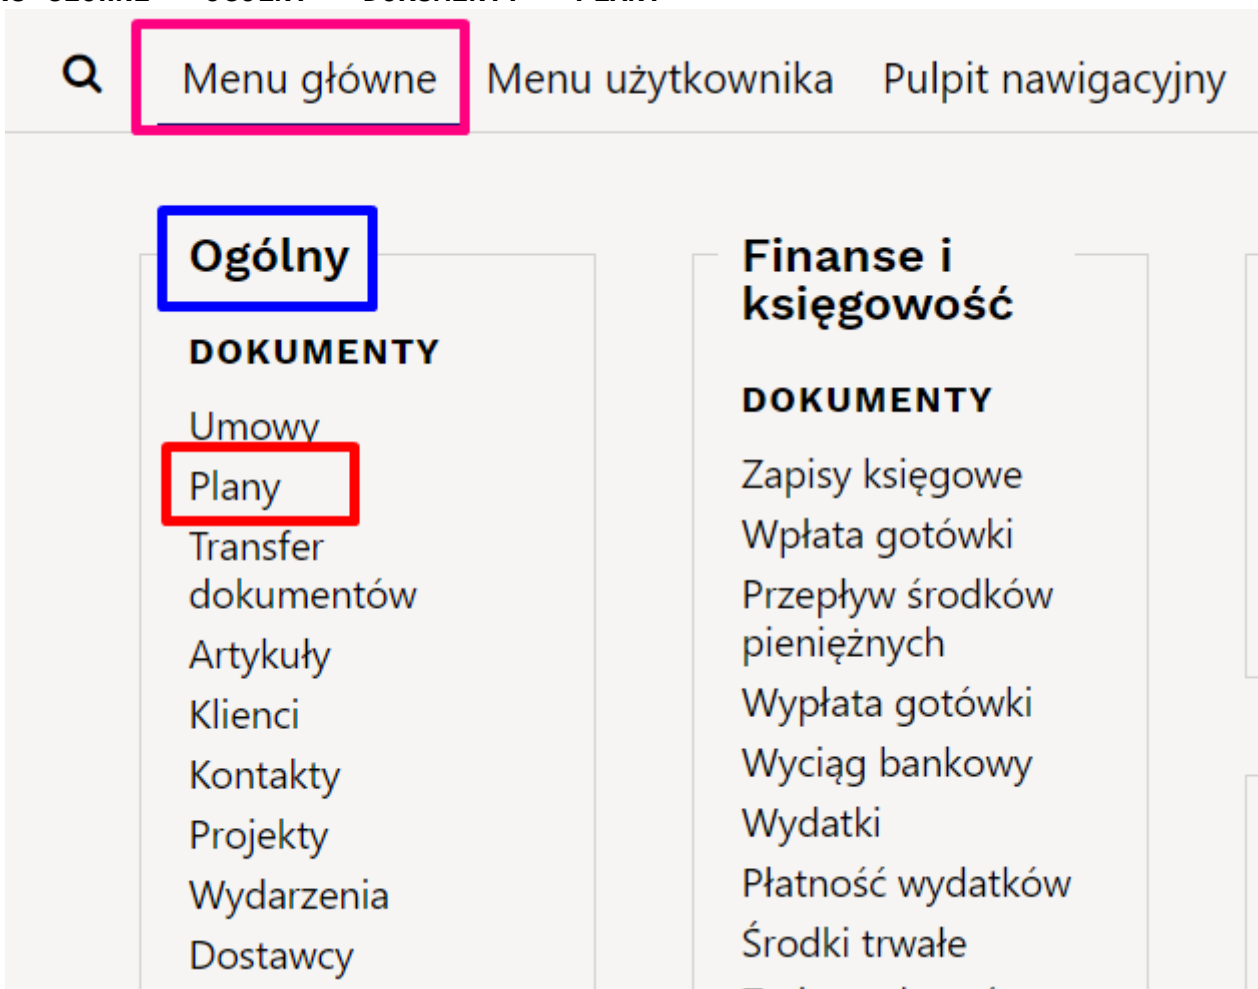 Menu główne Menu użytkownika Pulpit nawigacyjny
Ogólny
DOKUMENTY
Umowy
Plany
Transfer
dokumentów
Artykuły
Klienci
Kontakty
Projekty
Wydarzenia
Dostawcy
Finanse i
księgowość
DOKUMENTY
Zapisy księgowe
Wpłata gotówki
Przepływ środków
pieniężnych
Wypłata gotówki
Wyciąg bankowy
Wydatki
Płatność wydatków
Środki trwałe